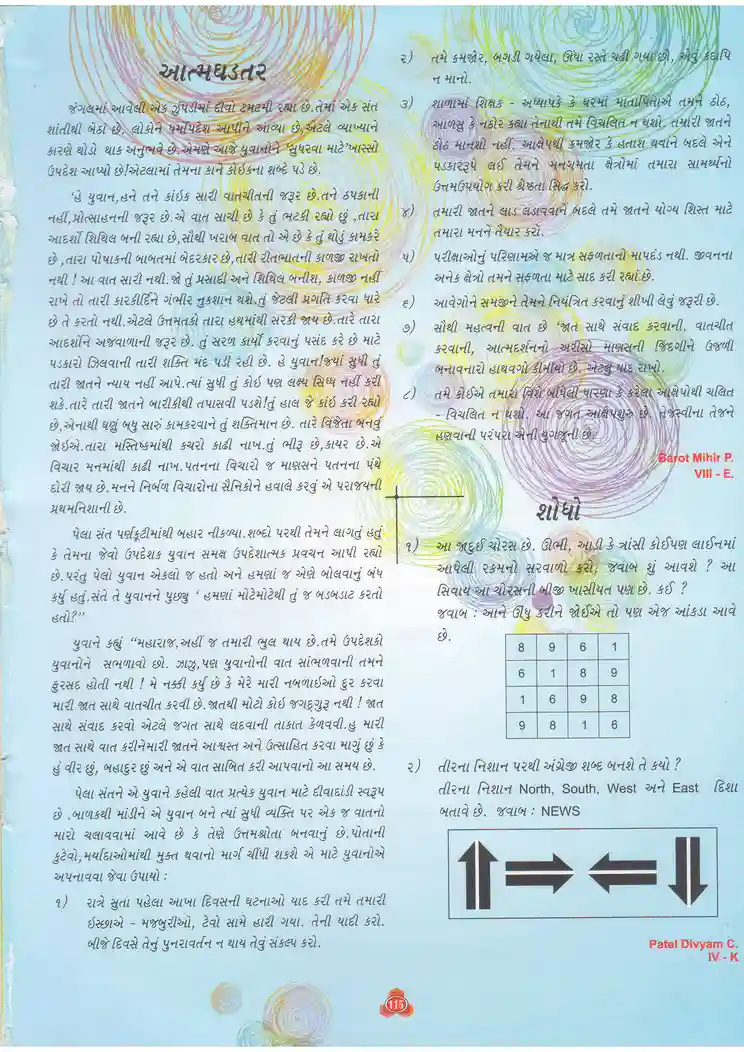 આત્મઘડતર
જંગલમાં આવેલી એક ઝુંપડીમાં દીવો ટમટમી રહ્યા છે.તેમાં એક સંત
શાંતીથી બેઠાં છે. લોકોને ધર્મોપદેશ આપીને આવ્યા છે,એટલે વ્યાખ્યાને
કારણે થોડો થાક અનુભવે છે.એમણે આજે યુવાનોને 'સુધરવા માટે'ખાસ્સો
ઉપદેશ આપ્યો છે!એટલામાં તેમના કાને કોઈકના શબ્દે પડે છે.
'હે યુવાન,હને તને કાંઈક સારી વાતચીતની જરૂર છે.તને ઠપકાની
નહીં,પ્રોત્સાહનની જરૂર છે. એ વાત સાચી છે કે તું ભટકી રહ્યો છું ,તારા
આદર્શો શિથિલ બની રહ્યા છે,સૌથી ખરાબ વાત તો એ છે કે તું થોડું કામકરે
છે ,તારા પોષાકની બાબતમાં બેદરકાર છે,તારી રીતભાતની કાળજી રાખતો
નથી ! આ વાત સારી નથી. જો તું પ્રસાદી અને શિથિલ બનીશ, કાળજી નહીં
રાખે તો તારી કારકીર્દિને ગંભીર નુકશાન થશે.તું જેટલી પ્રગતિ કરવા ધારે
છે તે કરતો નથી.એટલે ઉત્તમતકો તારા હથમાંથી સરકી જાય છે.તારે તારા
આદર્શને અજવાળાની જરૂર છે. તું સરળ કાર્યો કરવાનું પસંદ કરે છે માટે
પડકારો ઝિલવાની તારી શક્તિ મંદ પડી રહી છે. હે યુવાન!જ્યાં સુધી તું
તારી જાતને ન્યાય નહીં આપે.ત્યાં સુધી તું કોઈ પણ લક્ષ્ય સિધ્ધ નહીં કરી
શકે.તારે તારી જાતને બારીકીથી તપાસવી પડશે!તું હાલ જે કાંઈ કરી રહ્યો
છે,એનાથી ઘણું બધુ સારું કામકરવાને તું શક્તિમાન છે. તારે વિજેતા બનવું
જોઈએ.તારા મસ્તિષ્કમાંથી કચરો કાઢી નાખ.તું ભીરૂ છે,કાયર છે.એ
વિચાર મનમાંથી કાઢી નાખ.પતનના વિચારો જ માણસને પતનના પંથે
દોરી જાય છે.મનને નિર્બળ વિચારોના સૈનિકોને હવાલે કરવું એ પરાજયની
પ્રથમનિશાની છે.
પેલા સંત પર્ણકૂટીમાંથી બહાર નીકળ્યા.શબ્દો પરથી તેમને લાગતું હતું
કે તેમના જેવો ઉપદેશક યુવાન સમક્ષ ઉપદેશાત્મક પ્રવચન આપી રહ્યો
છે.પરંતુ પેલો યુવાન એકલો જ હતો અને હમણાં જ એણે બોલવાનું બંધ
કર્યુ હતું.સંતે તે યુવાનને પુછ્યુ ' હમણાં મોટેમોટેથી તું જ બડબડાટ કરતો
હતો?"
યુવાને કહ્યું "મહારાજ,અહીં જ તમારી ભુલ થાય છે.તમે ઉપદેશકો
યુવાનોને સભળાવો છો. ઝાઝુ,પણ યુવાનોની વાત સાંભળવાની તમને
ફુરસદ હોતી નથી ! મે નક્કી કર્યુ છે કે મેરે મારી નબળાઈઓ દુર કરવા
મારી જાત સાથે વાતચીત કરવી છે.જાતથી મોટો કોઈ જગદ્ગુરૂ નથી ! જાત
સાથે સંવાદ કરવો એટલે જગત સાથે લદવાની તાકાત કેળવવી.હુ મારી
જાત સાથે વાત કરીનેમારી જાતને આશ્વસ્ત અને ઉત્સાહિત કરવા માગું છું કે
હું વીર છું, બહાદુર છું અને એ વાત સાબિત કરી આપવાનો આ સમય છે.
પેલા સંતને એ યુવાને કહેલી વાત પ્રત્યેક યુવાન માટે દીવાદાંડી સ્વરૂપ
છે .બાળકથી માંડીને એ યુવાન બને ત્યાં સુધી વ્યક્તિ પર એક જ વાતનો
મારો ચલાવવામાં આવે છે કે તેણે ઉત્તમશ્રોતા બનવાનું છે.પોતાની
કુટેવો,મર્યાદાઓમાંથી મુક્ત થવાનો માર્ગ ચીંધી શકશે એ માટે યુવાનોએ
અપનાવવા જેવા ઉપાયો :
૧) રાત્રે સુતા પહેલા આખા દિવસની ઘટનાઓ યાદ કરી તમે તમારી
ઈચ્છાએ - મજબુરીઓ, ટેવો સામે હારી ગયા. તેની યાદી કરો.
બીજે દિવસે તેનું પુનરાવર્તન ન થાય તેવું સંકલ્પ કરો.
૨) તમે કમજોર, બગડી ગયેલા, ઊંધા રસ્તે ચડી ગયા છો, એવું કદાપિ
ન માનો.
૩) શાળામાં શિક્ષક - અધ્યાપકે કે ઘરમાં માતાપિતાએ તમને ઠોઠ,
આળસુ કે નઠોર કહ્યા તેનાથી તમે વિચલિત ન થશો. તમારી જાતને
ઠોઠ માનશો નહીં. આક્ષેપથી કમજોર કે હતાશ થવાને બદલે એને
પડકારરૂપે લઈ તેમને મનગમતા ક્ષેત્રોમાં તમારા સામર્થ્યનો
ઉત્તમઉપયોગ કરી શ્રેષ્ઠતા સિદ્ધ કરો.
૪) તમારી જાતને લાડ લડાવવાને બદલે તમે જાતને યોગ્ય શિસ્ત માટે
તમારા મનને તૈયાર કરો.
૫) પરીક્ષાઓનું પરિણામએ જ માત્ર સફળતાનો માપદંડ નથી. જીવનના
અનેક ક્ષેત્રો તમને સફળતા માટે સાદ કરી રહ્યાં છે.
૬) આવેગોને સમજીને તેમને નિયંત્રિત કરવાનું શીખી લેવું જરૂરી છે.
૭) સૌથી મહત્વની વાત છે 'જાત સાથે સંવાદ કરવાની, વાતચીત
કરવાની, આત્મદર્શનનો અરીસો માણસની જિંદગીને ઉજળી
બનાવનારો હાથવગો કીમીયો છે. એટલું યાદ રાખો.
૮) તમે કોઈએ તમારા વિશે બાંધેલી ધારણા કે કરેલા આક્ષેપોથી ચલિત
- વિચલિત ન થશો. આ જગત આક્ષેપશુરુ છે. તેજસ્વીના તેજને
હણવાની પરંપરા એની યુગજૂની છે.
Barot Mihir P.
VIII - E.
શોધો
૧) આ જાદુઈ ચોરસ છે. ઊભી, આડી કે ત્રાંસી કોઈપણ લાઈનમાં
આપેલી રકમનો સરવાળો કરો, જવાબ શું આવશે ? આ
સિવાય આ ચોરસની બીજી ખાસીયત પણ છે. કઈ ?
જવાબ : આને ઊંધુ કરીને જોઈએ તો પણ એજ આંકડા આવે
છે.
8 9 6 1
6 1 8 9
1 6 9 8
9 8 1 6
૨) તીરના નિશાન પરથી અંગ્રેજી શબ્દ બનશે તે કયો ?
તીરના નિશાન North, South, West અને East દિશા
બતાવે છે. જવાબ : NEWS
Patel Divyam C.
IV - K
115